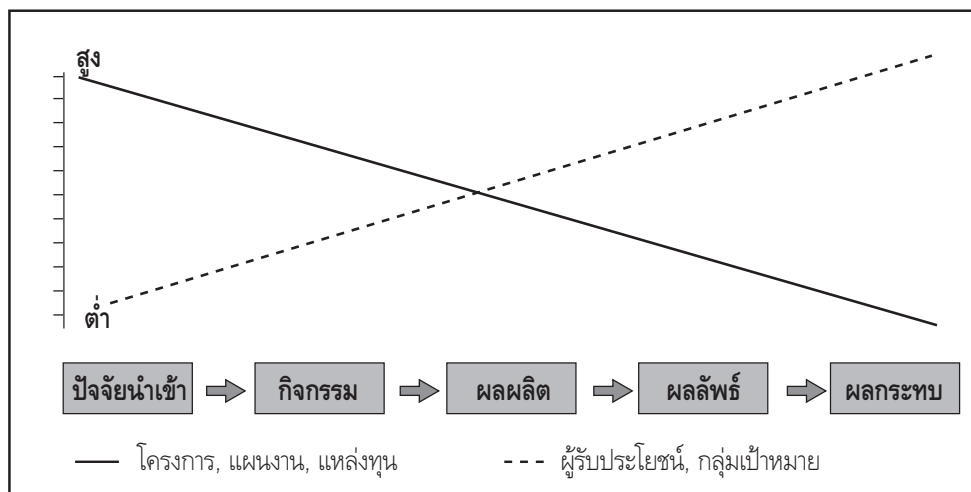 สูง
ต่ำ
ปัจจัยนำเข้า กิจกรรม ผลผลิต ผลลัพธ์ ผลกระทบ
โครงการ, แผนงาน, แหล่งทุน ผู้รับประโยชน์, กลุ่มเป้าหมาย